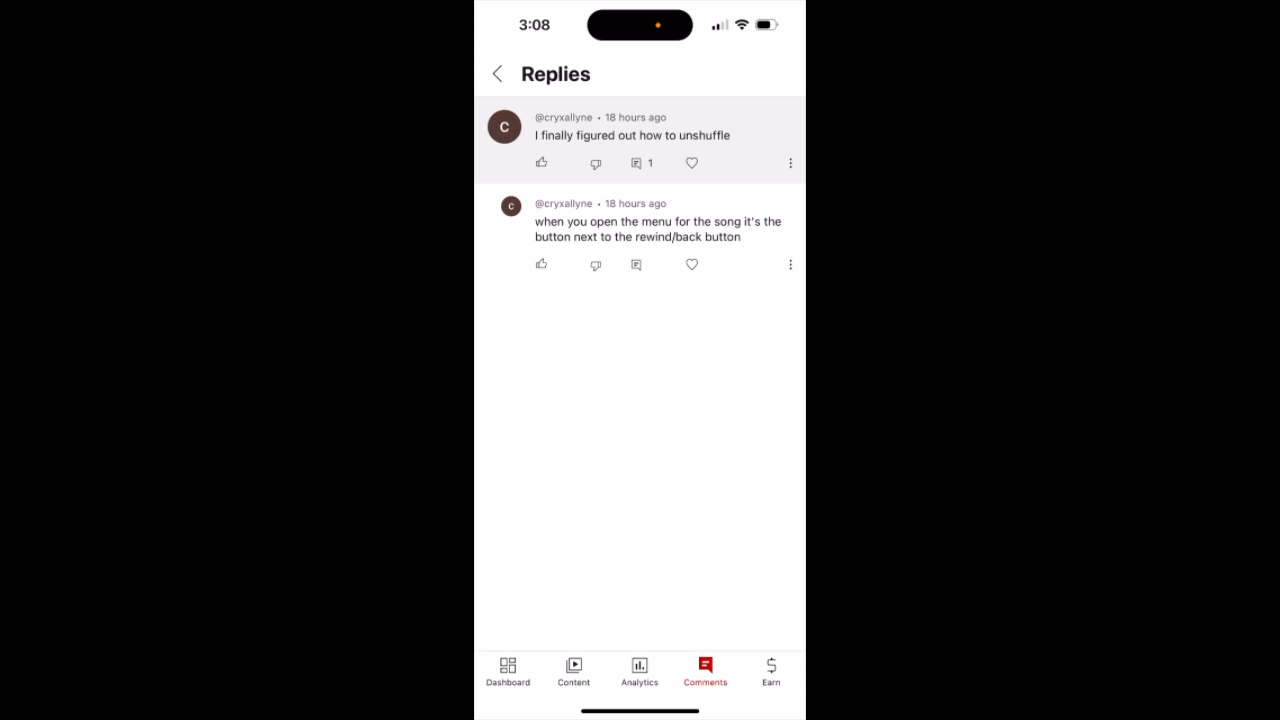 3:08
Replies
C
@cryxallyne • 18 hours ago
I finally figured out how to unshuffle
1
C
@cryxallyne • 18 hours ago
when you open the menu for the song it's the
button next to the rewind/back button
Dashboard
Content
Analytics
Comments
Earn